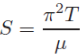 S = \frac{\pi^2 T}{\mu}